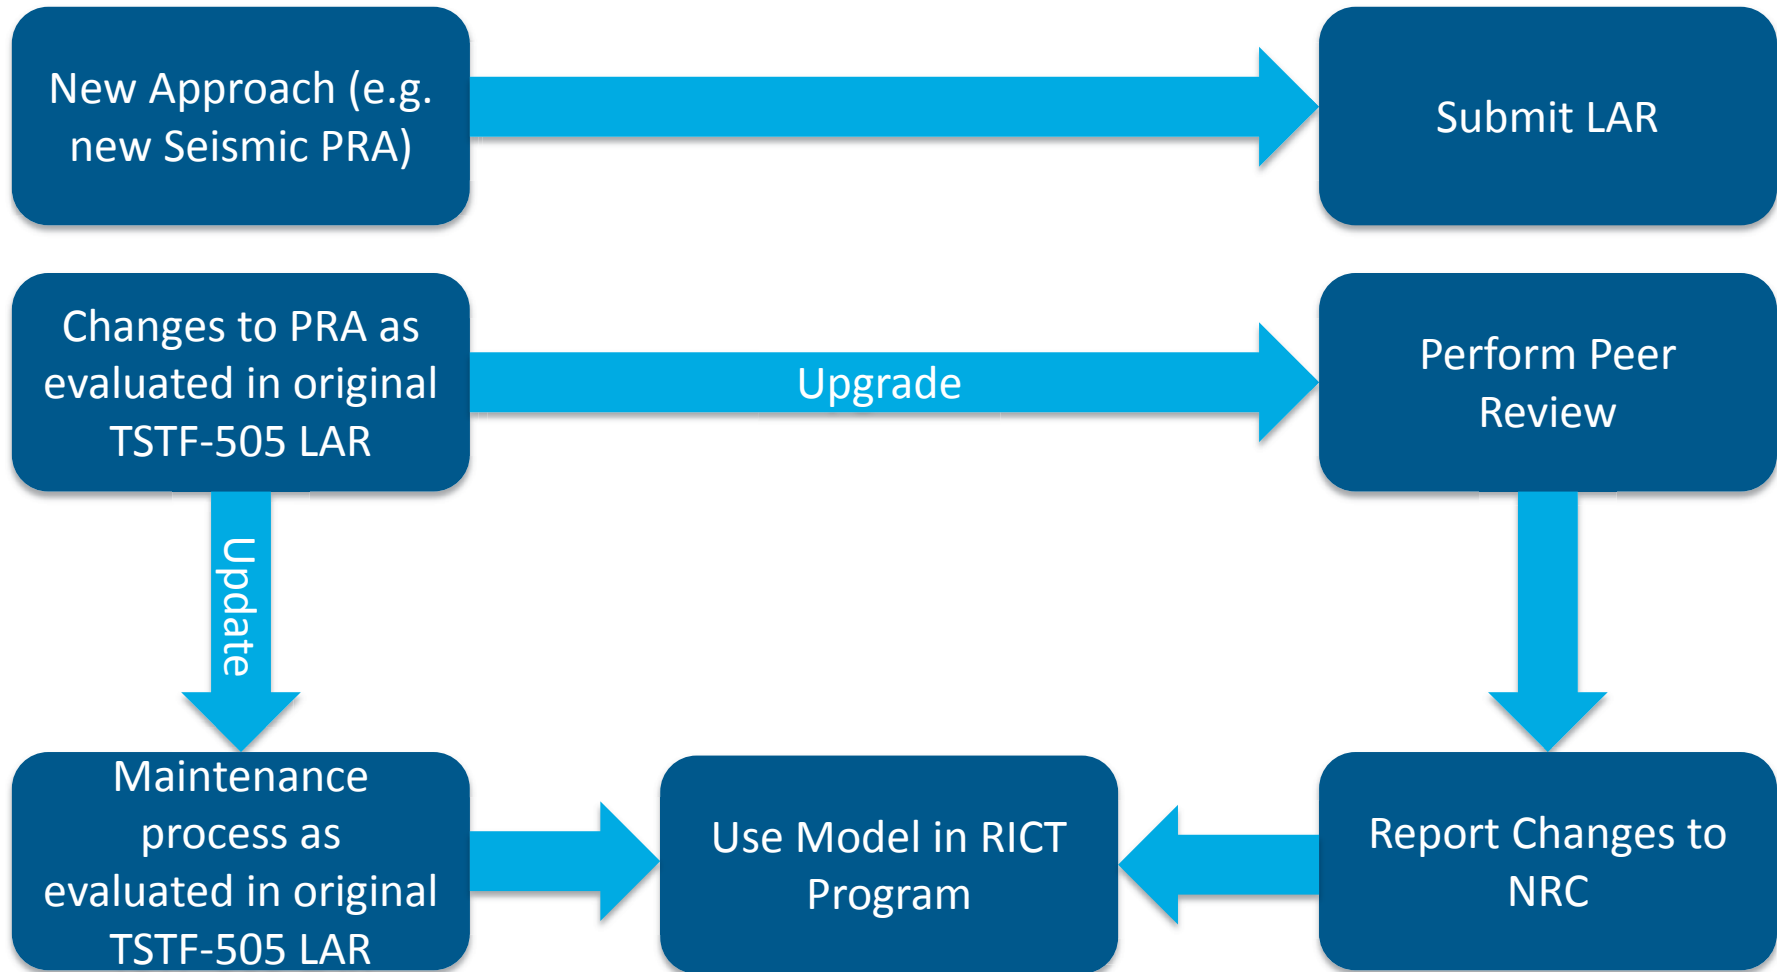 New Approach (e.g.
new Seismic PRA)
Submit LAR
Changes to PRA as
evaluated in original
TSTF-505 LAR
Upgrade
Perform Peer
Review
Update
Maintenance
process as
evaluated in original
TSTF-505 LAR
Use Model in RICT
Program
Report Changes to
NRC